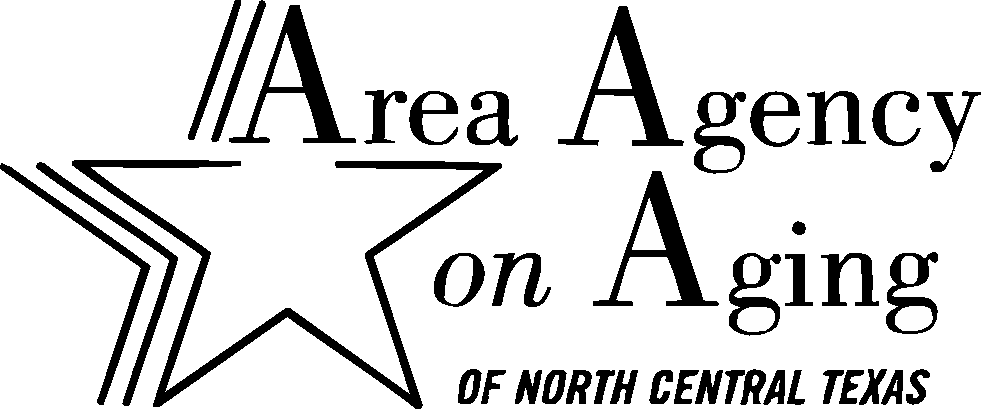 Area Agency
on Aging
OF NORTH CENTRAL TEXAS